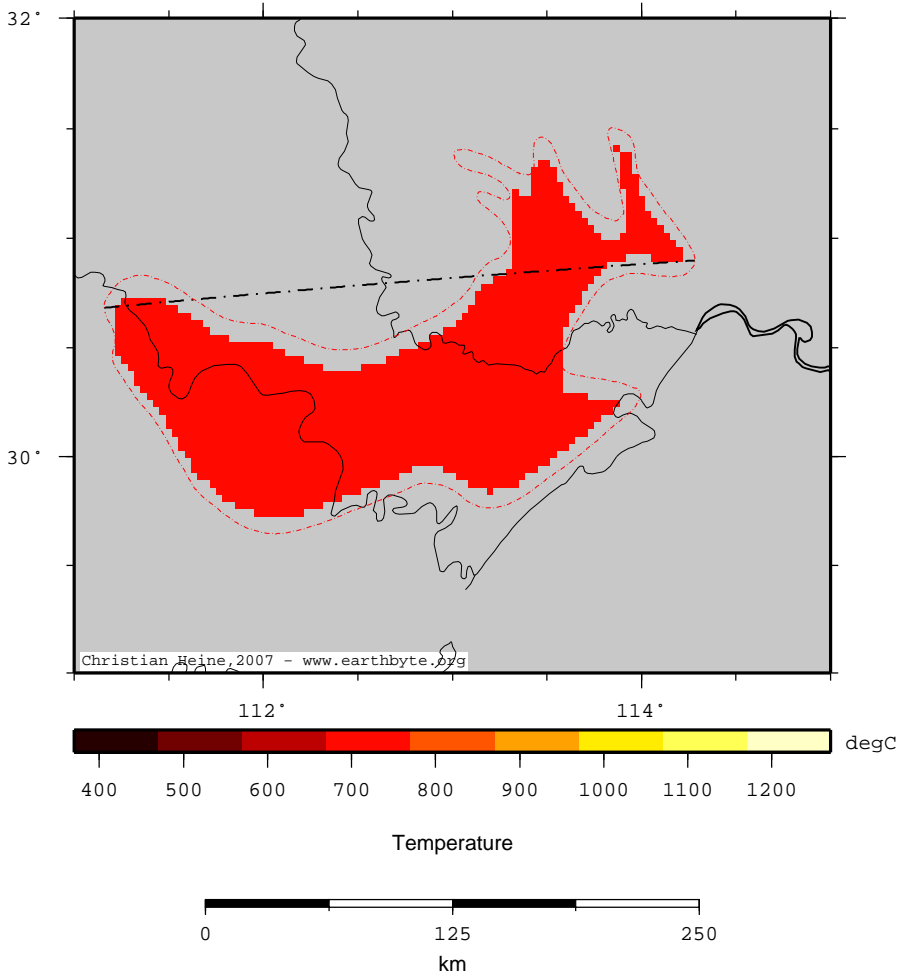 32°
30°
Christian Heine,2007 - www.earthbyte.org
112° 114°
degC
400 500 600 700 800 900 1000 1100 1200
Temperature
0 125 250
km